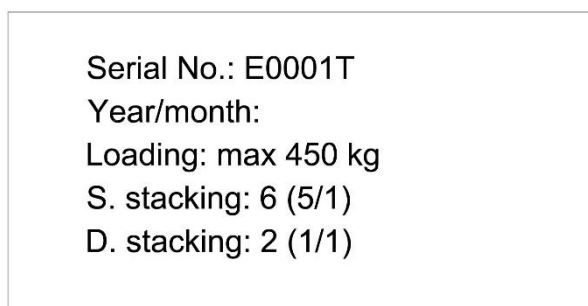 Serial No.: E0001T
Year/month:
Loading: max 450 kg
S. stacking: 6 (5/1)
D. stacking: 2 (1/1)